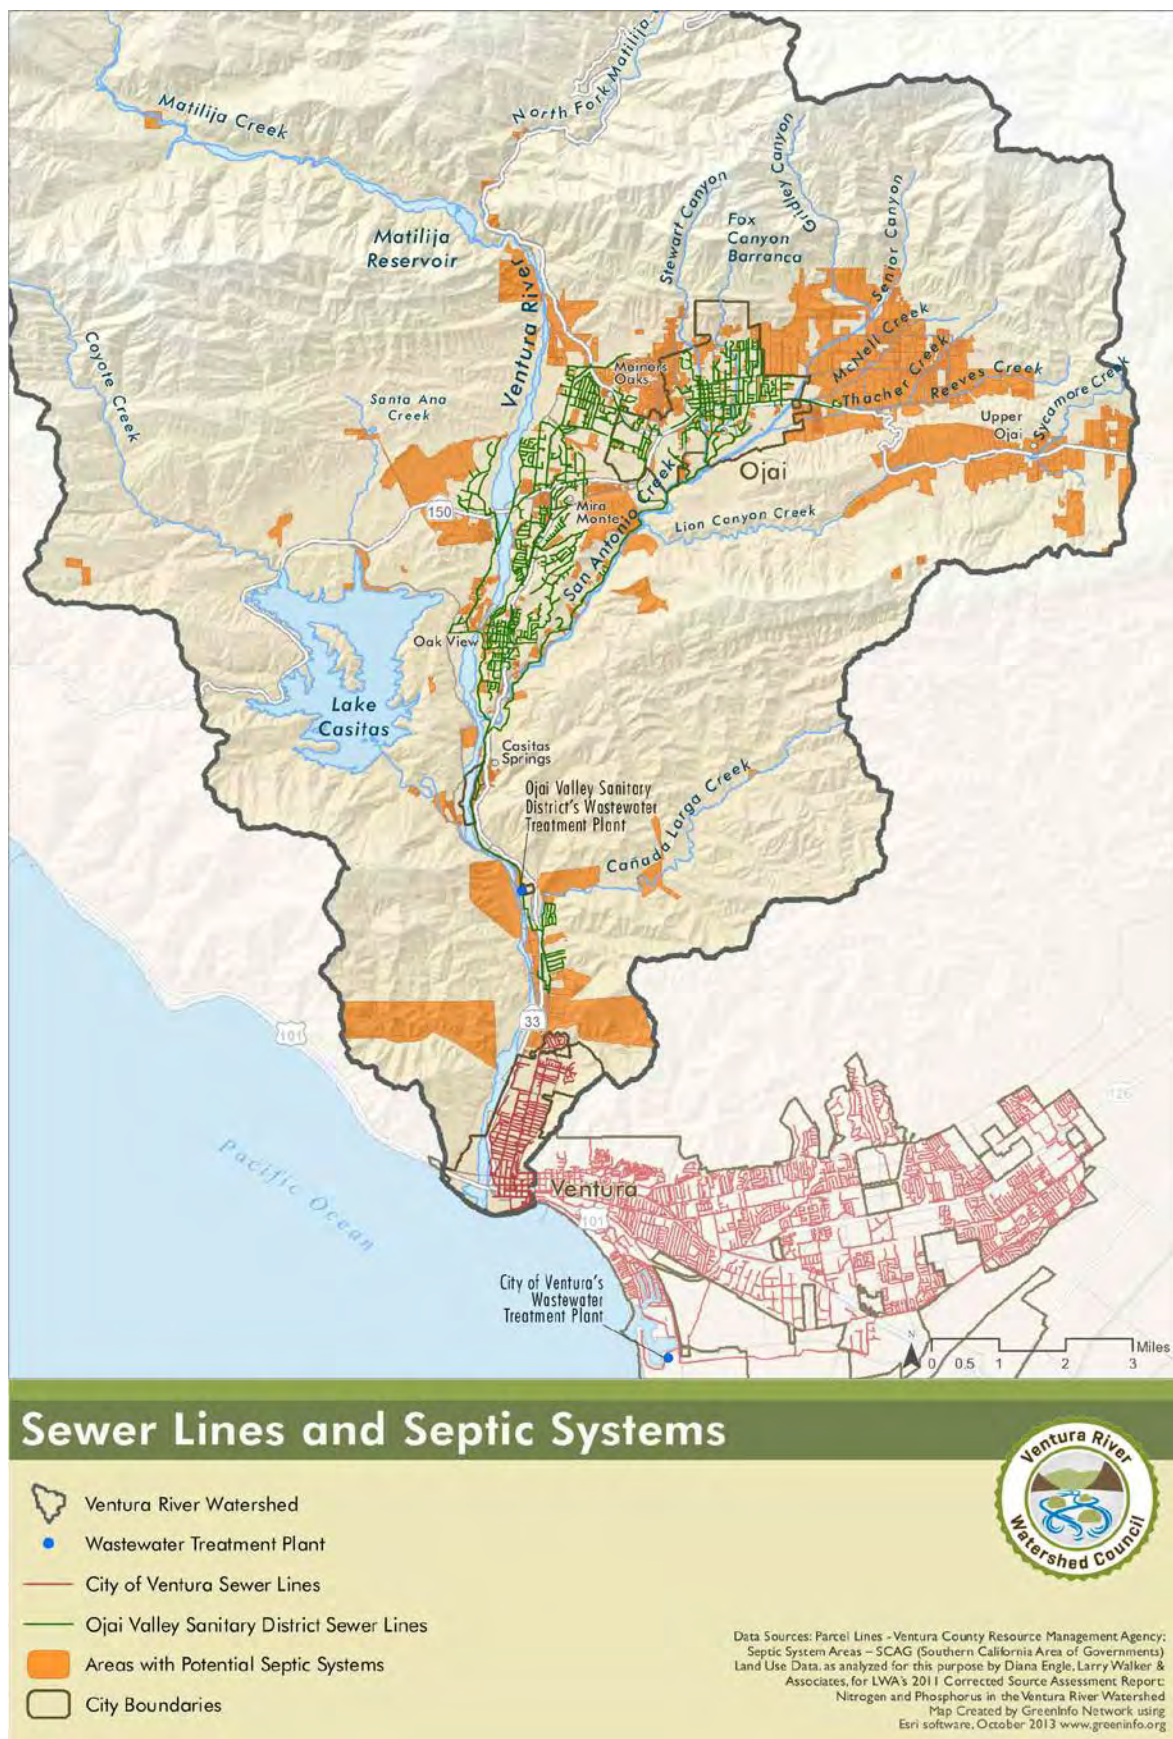 Matilija Creek
North Fork Matilija
Matilija
Reservoir
Ventura River
Stewart Canyon
Fox
Canyon
Barranca
Gridley Canyon
Senior Canyon
McNell Creek
Thacher Creek
Reeves Creek
Sycamore Creek
Upper
Ojai
Coyote Creek
Santa Ana
Creek
Meiners
Oaks
Ojai
150
Mira
Monte
San Antonio Creek
Lion Canyon Creek
Oak View
Lake
Casitas
Casitas
Springs
Ojai Valley Sanitary
District's Wastewater
Treatment Plant
Cañada Larga Creek
33
101
126
Pacific Ocean
Ventura
101
City of Ventura's
Wastewater
Treatment Plant
N
Miles
0 0.5 1 2 3
Sewer Lines and Septic Systems
Ventura River Watershed
Wastewater Treatment Plant
City of Ventura Sewer Lines
Ojai Valley Sanitary District Sewer Lines
Areas with Potential Septic Systems
City Boundaries
Ventura River
Watershed Council
Data Sources: Parcel Lines - Ventura County Resource Management Agency;
Septic System Areas – SCAG (Southern California Area of Governments)
Land Use Data, as analyzed for this purpose by Diana Engle, Larry Walker &
Associates, for LWA's 2011 Corrected Source Assessment Report:
Nitrogen and Phosphorus in the Ventura River Watershed
Map Created by GreenInfo Network using
Esri software, October 2013 www.greeninfo.org